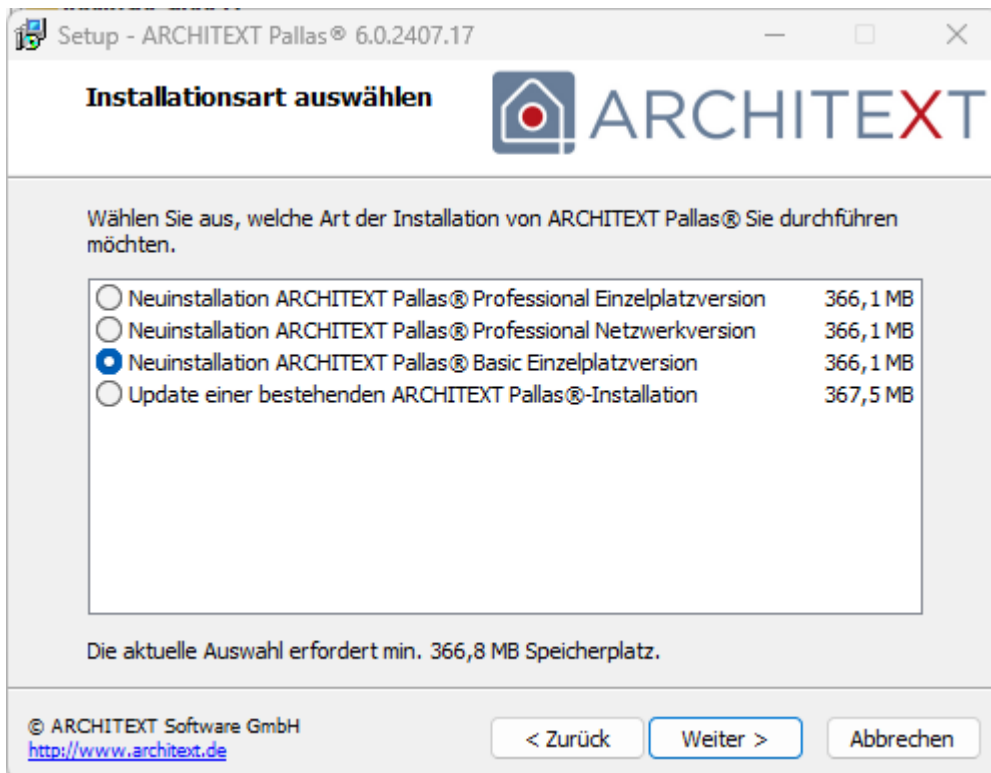 Setup - ARCHITEXT Pallas® 6.0.2407.17
Installationsart auswählen
ARCHITEXT
Wählen Sie aus, welche Art der Installation von ARCHITEXT Pallas® Sie durchführen
möchten.
Neuinstallation ARCHITEXT Pallas® Professional Einzelplatzversion 366,1 MB
Neuinstallation ARCHITEXT Pallas® Professional Netzwerkversion 366,1 MB
Neuinstallation ARCHITEXT Pallas® Basic Einzelplatzversion 366,1 MB
Update einer bestehenden ARCHITEXT Pallas®-Installation 367,5 MB
Die aktuelle Auswahl erfordert min. 366,8 MB Speicherplatz.
© ARCHITEXT Software GmbH
http://www.architext.de
< Zurück Weiter > Abbrechen